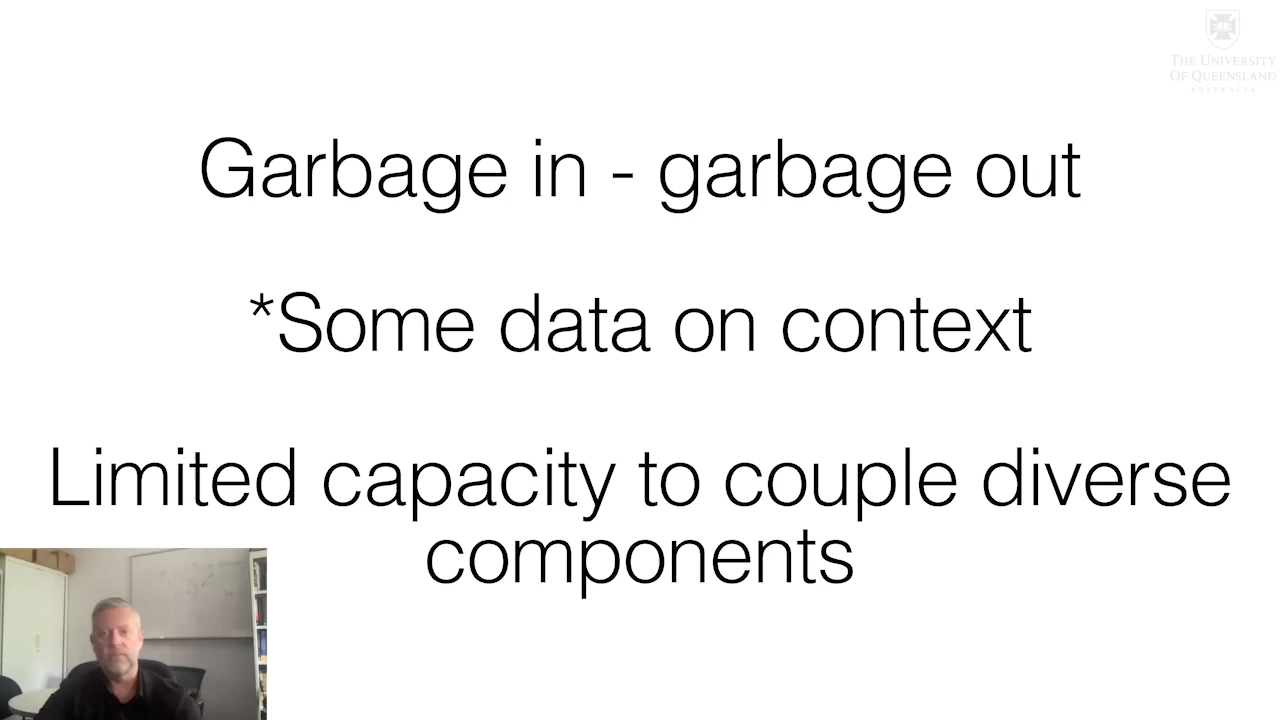 THE UNIVERSITY
OF QUEENSLAND
AUSTRALIA
Garbage in - garbage out
*Some data on context
Limited capacity to couple diverse
components